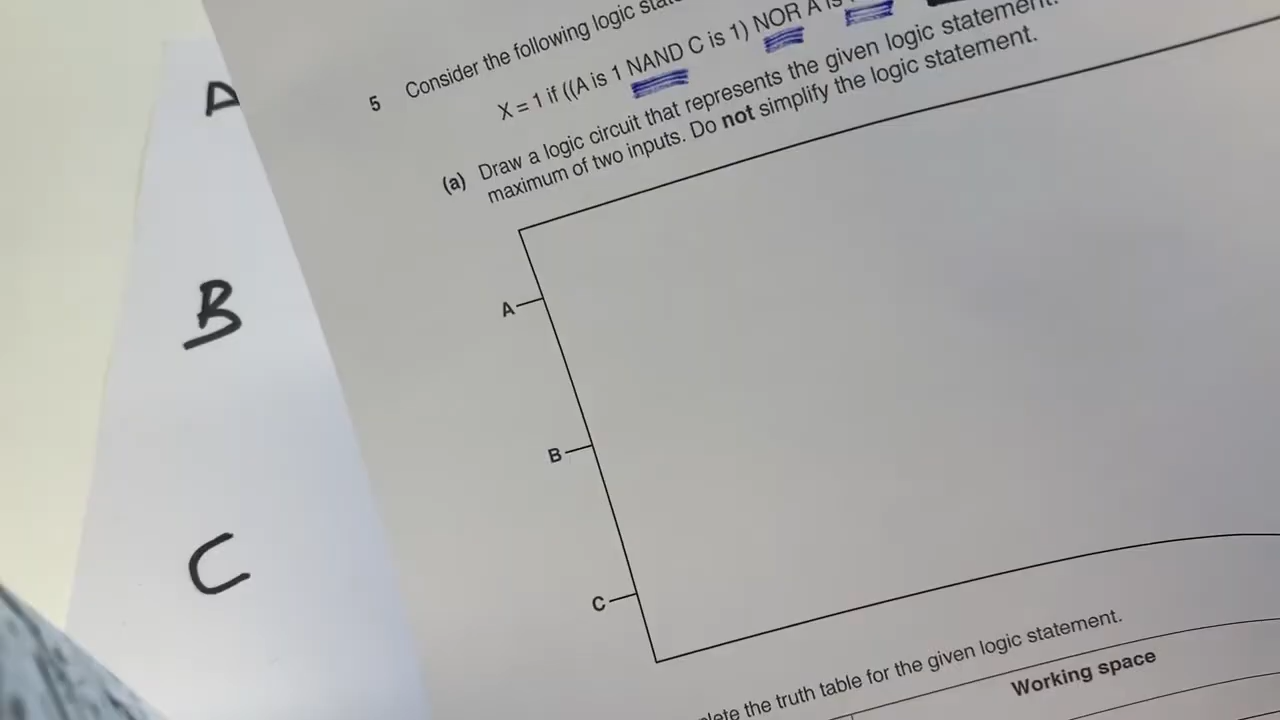 5 Consider the following logic
X = 1 if ((A is 1 NAND C is 1) NOR A is
(a) Draw a logic circuit that represents the given logic statement.
maximum of two inputs. Do not simplify the logic statement.
A
B
C
A
B
C
the truth table for the given logic statement.
Working space